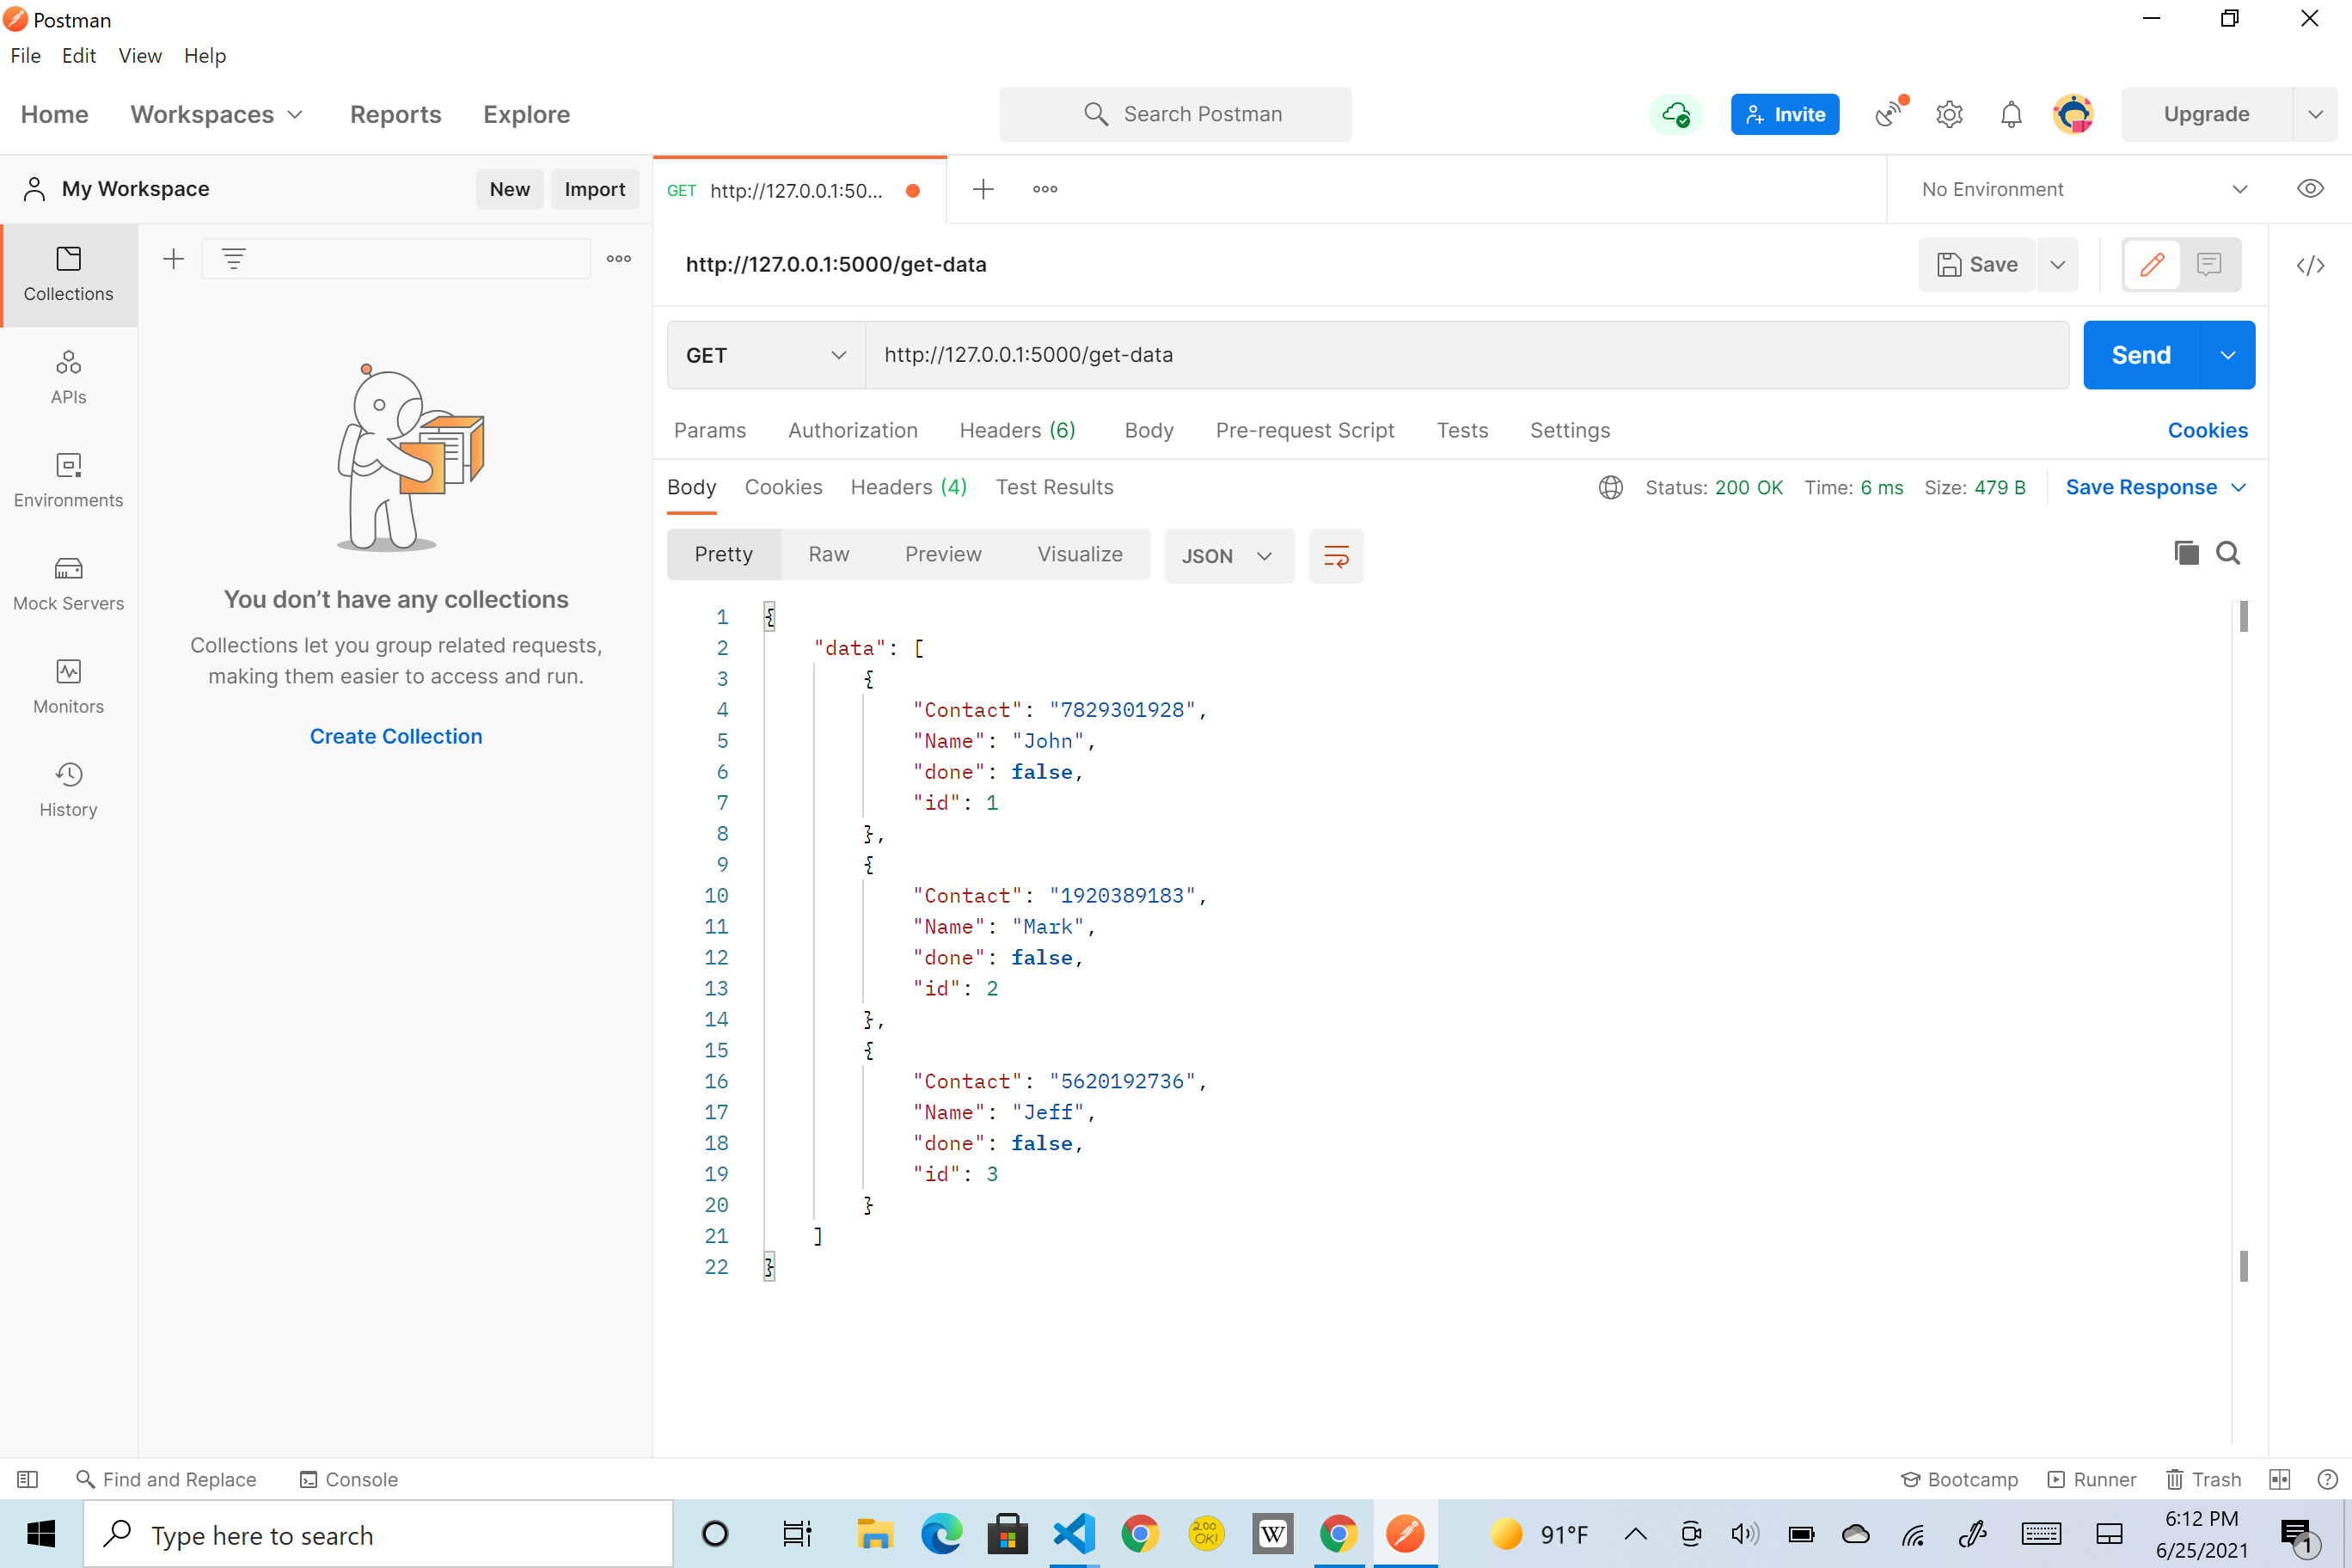 Postman
File Edit View Help
Home Workspaces Reports Explore
Search Postman
Invite
Upgrade
My Workspace
New Import
GET http://127.0.0.1:50...
No Environment
http://127.0.0.1:5000/get-data
Save
GET http://127.0.0.1:5000/get-data
Send
Params Authorization Headers (6) Body Pre-request Script Tests Settings
Cookies
Body Cookies Headers (4) Test Results
Status: 200 OK Time: 6 ms Size: 479 B Save Response
Pretty Raw Preview Visualize JSON
Collections
APIs
Environments
Mock Servers
Monitors
History
You don’t have any collections
Collections let you group related requests,
making them easier to access and run.
Create Collection
1 {
2 "data": [
3 {
4 "Contact": "7829301928",
5 "Name": "John",
6 "done": false,
7 "id": 1
8 },
9 {
10 "Contact": "1920389183",
11 "Name": "Mark",
12 "done": false,
13 "id": 2
14 },
15 {
16 "Contact": "5620192736",
17 "Name": "Jeff",
18 "done": false,
19 "id": 3
20 }
21 ]
22 }
Find and Replace Console
Bootcamp Runner Trash
Type here to search
200
OK!
W
91°F
6:12 PM
6/25/2021
1